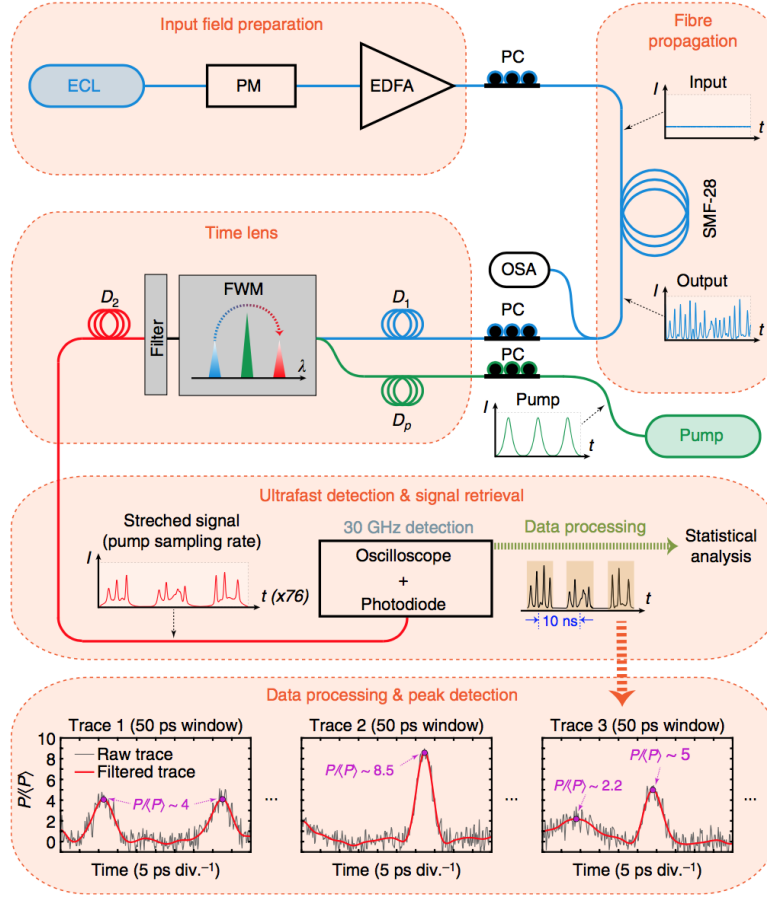 Input field preparation
Fibre
propagation
ECL
PM
EDFA
PC
I
Input
t
SMF-28
Time lens
OSA
D2
Filter
FWM
λ
D1
PC
I
Output
t
PC
Dp
I
Pump
t
Pump
Ultrafast detection & signal retrieval
Streched signal
(pump sampling rate)
I
t (x76)
30 GHz detection
Oscilloscope
+
Photodiode
Data processing
Statistical
analysis
10 ns
t
Data processing & peak detection
Trace 1 (50 ps window)
Trace 2 (50 ps window)
Trace 3 (50 ps window)
P/⟨P⟩
10
8
6
4
2
0
Raw trace
Filtered trace
P/⟨P⟩ ~ 4
...
P/⟨P⟩ ~ 8.5
...
P/⟨P⟩ ~ 2.2
P/⟨P⟩ ~ 5
...
Time (5 ps div.⁻¹)
Time (5 ps div.⁻¹)
Time (5 ps div.⁻¹)